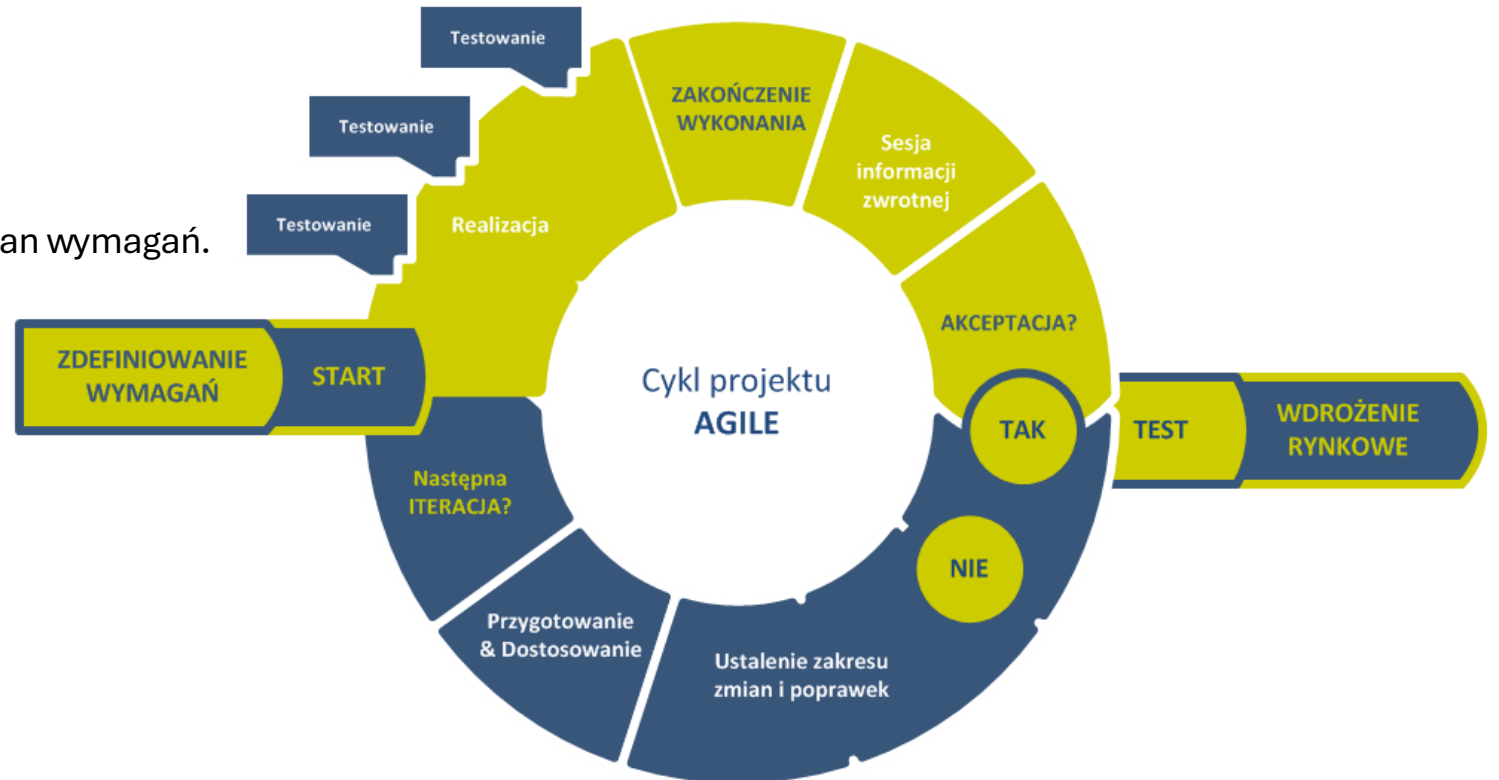 Testowanie
Testowanie
Testowanie
an wymagań.
Realizacja
ZAKOŃCZENIE
WYKONANIA
Sesja
informacji
zwrotnej
AKCEPTACJA?
ZDEFINIOWANIE
WYMAGAŃ
START
Cykl projektu
AGILE
TAK
TEST
WDROŻENIE
RYNKOWE
NIE
Następna
ITERACJA?
Przygotowanie
& Dostosowanie
Ustalenie zakresu
zmian i poprawek